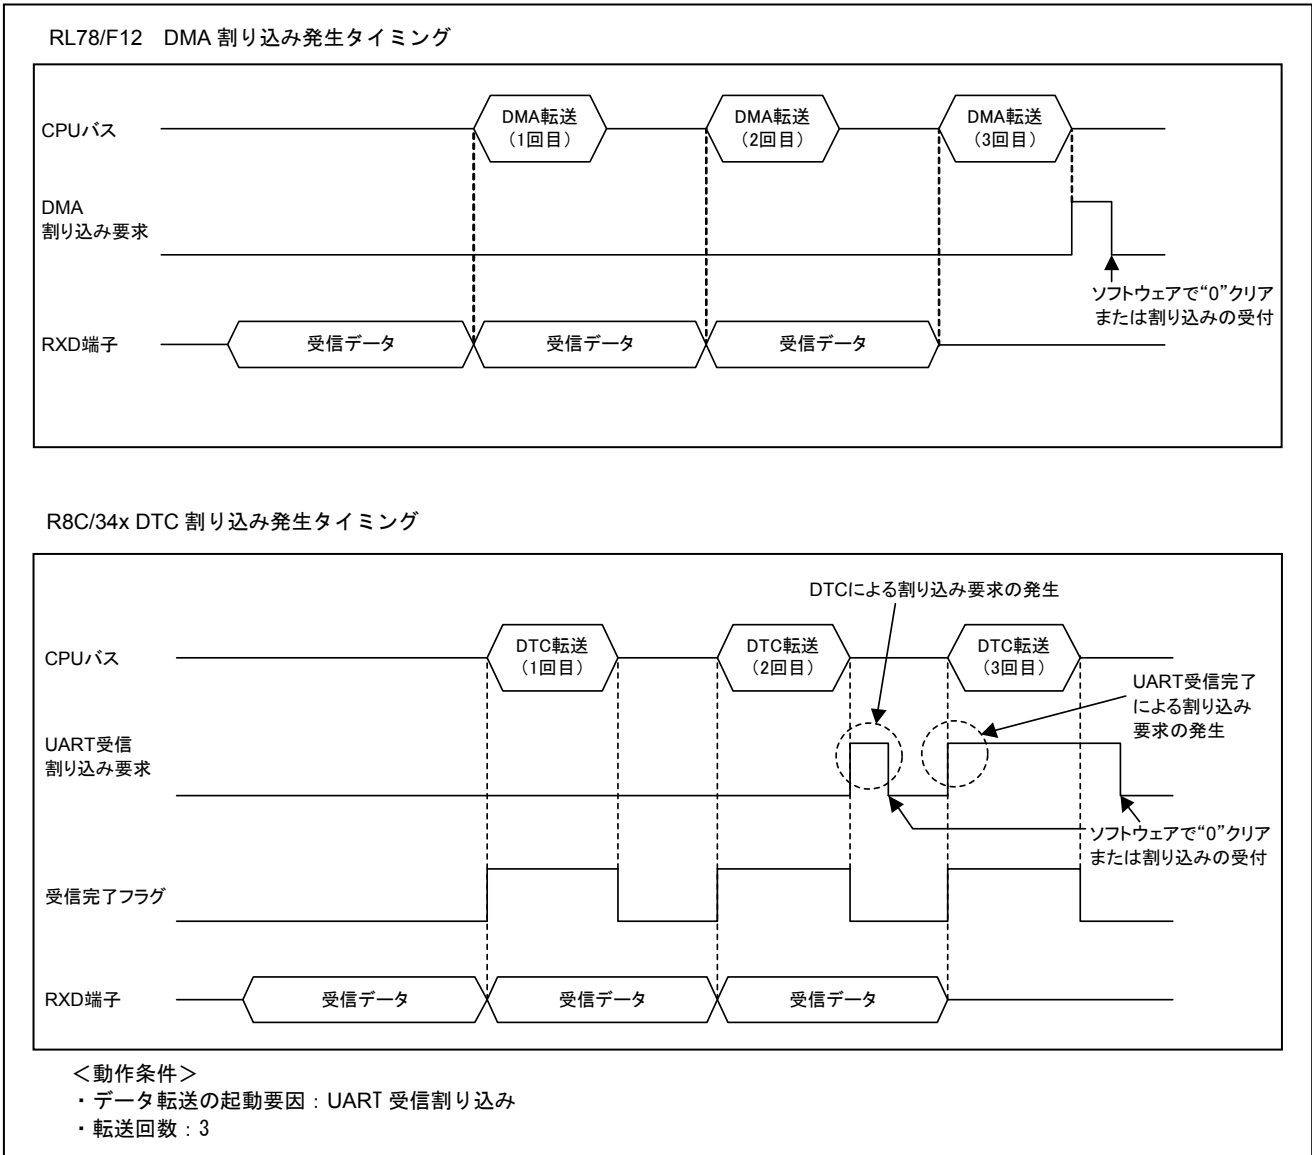 RL78/F12 DMA 割り込み発生タイミング
CPUバス
DMA転送
(1回目)
DMA転送
(2回目)
DMA転送
(3回目)
DMA
割り込み要求
ソフトウェアで“0”クリア
または割り込みの受付
RXD端子
受信データ
受信データ
受信データ
R8C/34x DTC 割り込み発生タイミング
DTCによる割り込み要求の発生
CPUバス
DTC転送
(1回目)
DTC転送
(2回目)
DTC転送
(3回目)
UART受信完了
による割り込み
要求の発生
UART受信
割り込み要求
ソフトウェアで“0”クリア
または割り込みの受付
受信完了フラグ
RXD端子
受信データ
受信データ
受信データ
<動作条件>
・データ転送の起動要因:UART 受信割り込み
・転送回数:3